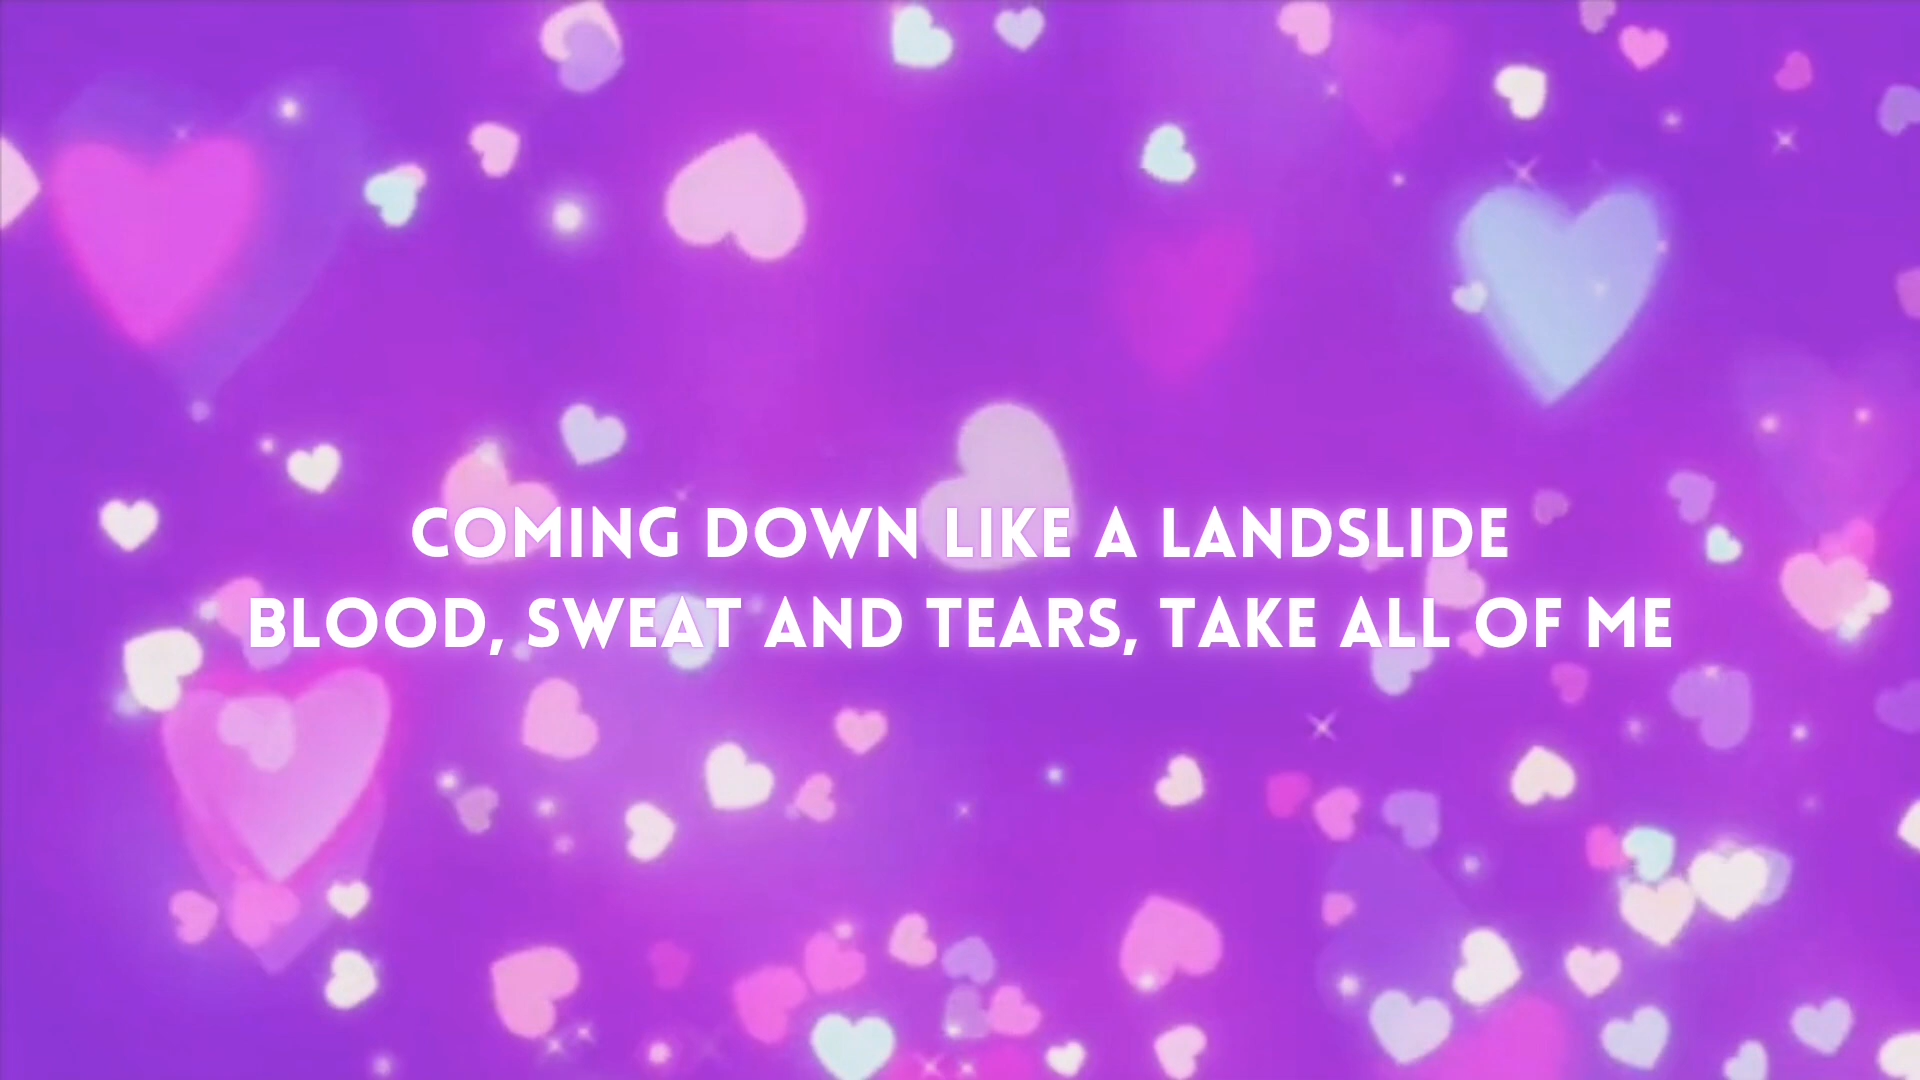 COMING DOWN LIKE A LANDSLIDE
BLOOD, SWEAT AND TEARS, TAKE ALL OF ME